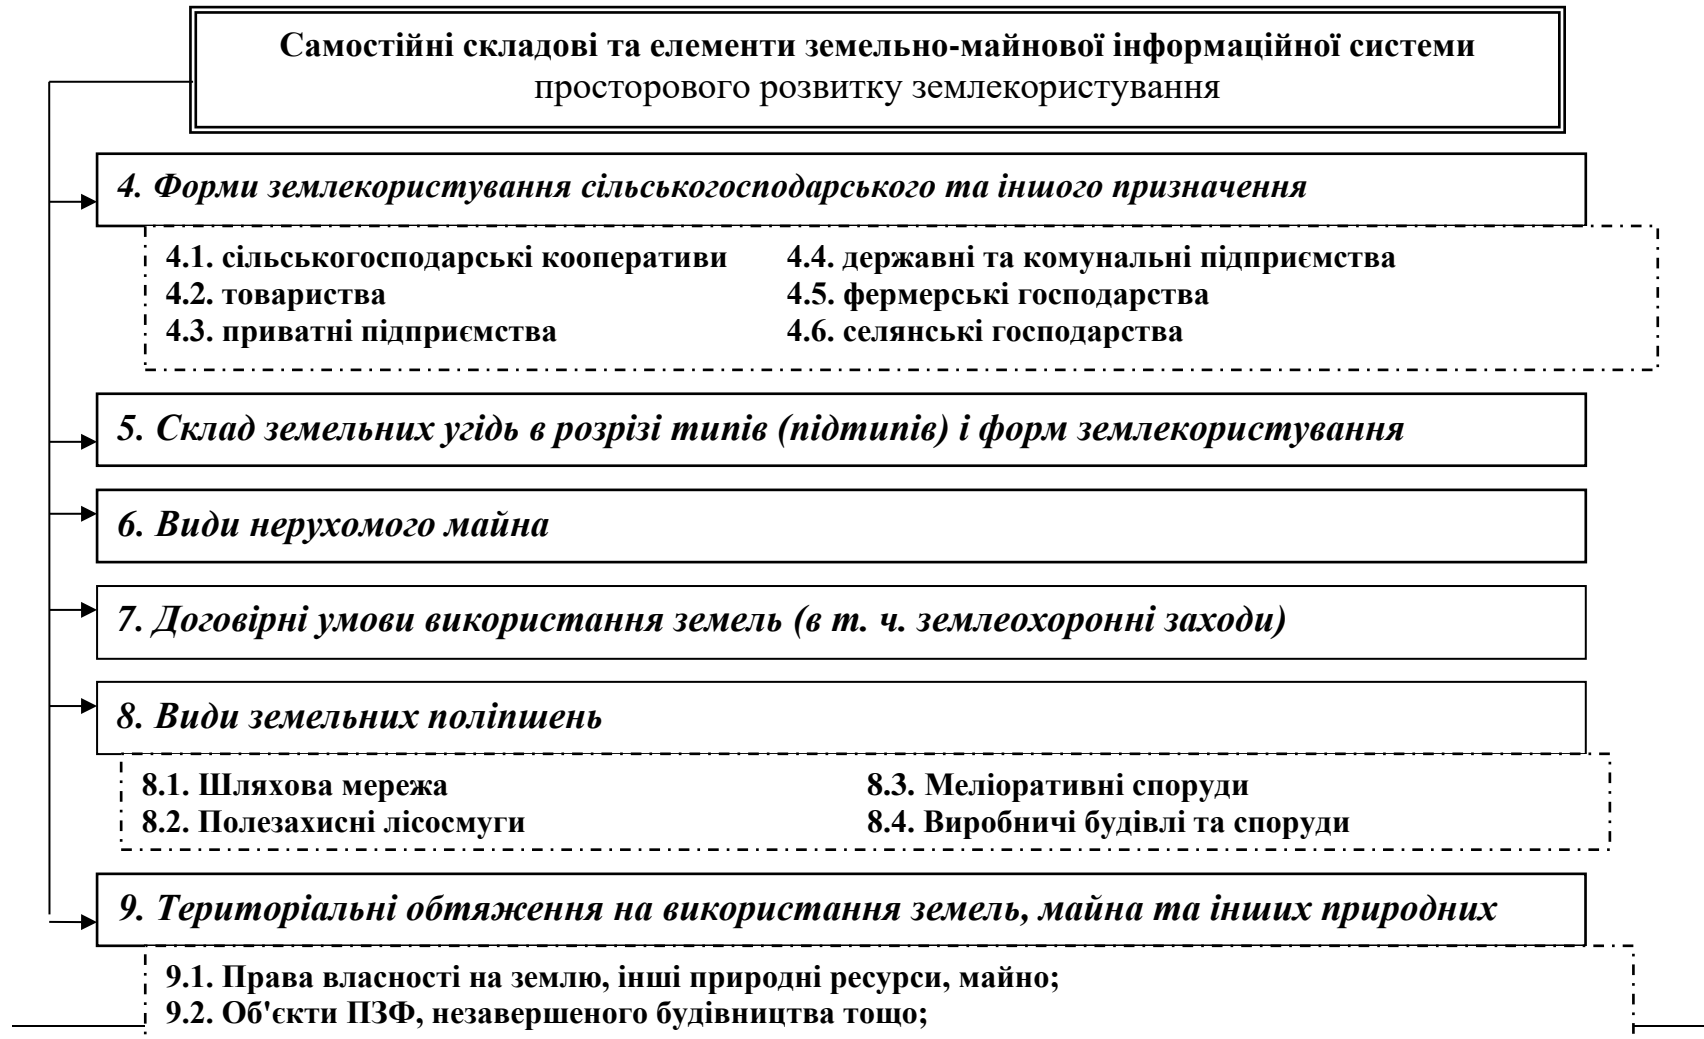 Самостійні складові та елементи земельно-майнової інформаційної системи
просторового розвитку землекористування
4. Форми землекористування сільськогосподарського та іншого призначення
4.1. сільськогосподарські кооперативи
4.2. товариства
4.3. приватні підприємства
4.4. державні та комунальні підприємства
4.5. фермерські господарства
4.6. селянські господарства
5. Склад земельних угідь в розрізі типів (підтипів) і форм землекористування
6. Види нерухомого майна
7. Договірні умови використання земель (в т. ч. землеохоронні заходи)
8. Види земельних поліпшень
8.1. Шляхова мережа
8.2. Полезахисні лісосмуги
8.3. Меліоративні споруди
8.4. Виробничі будівлі та споруди
9. Територіальні обтяження на використання земель, майна та інших природних
9.1. Права власності на землю, інші природні ресурси, майно;
9.2. Об'єкти ПЗФ, незавершеного будівництва тощо;